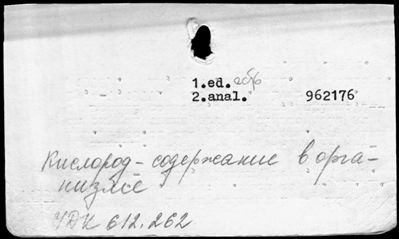 1.ed.
2.anal. 962176
Кислород - содержание в орга-
низме
УДК 612.262